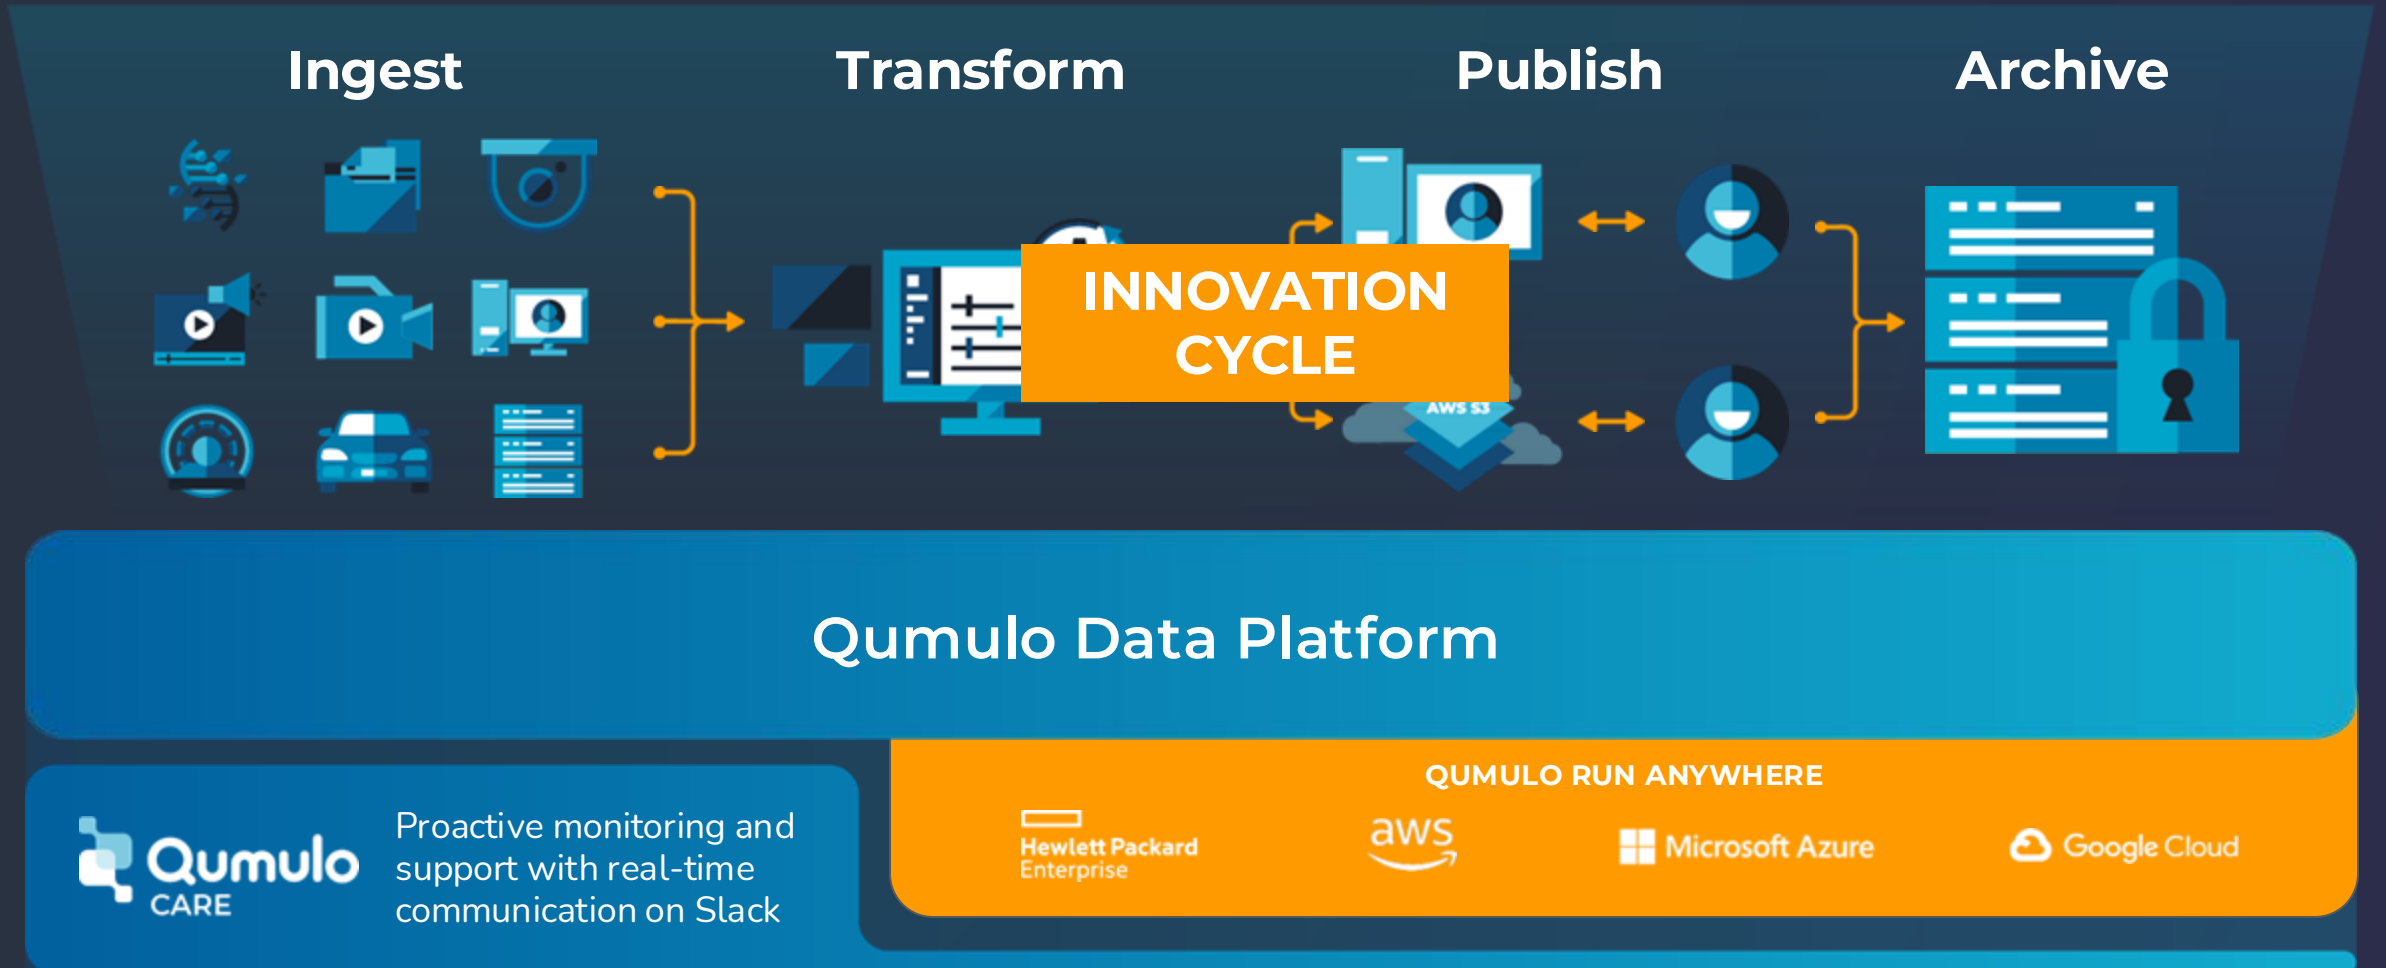 Ingest
Transform
Publish
Archive
INNOVATION
CYCLE
AWS S3
Qumulo Data Platform
Qumulo
CARE
Proactive monitoring and
support with real-time
communication on Slack
QUMULO RUN ANYWHERE
Hewlett Packard
Enterprise
aws
Microsoft Azure
Google Cloud